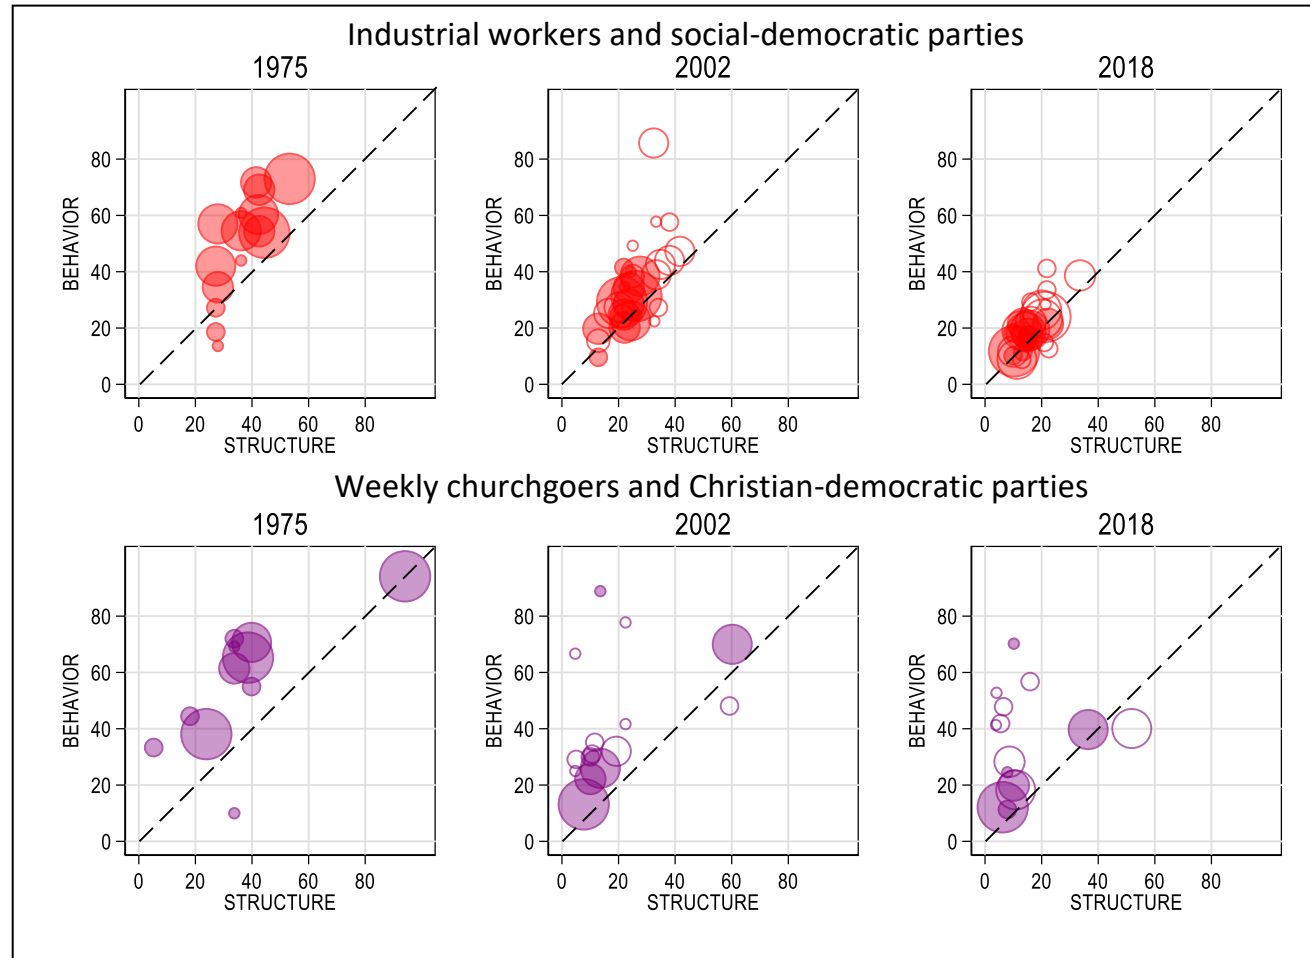 Industrial workers and social-democratic parties
1975 2002 2018
BEHAVIOR BEHAVIOR BEHAVIOR
80 80 80
60 60 60
40 40 40
20 20 20
0 0 0
0 20 40 60 80 0 20 40 60 80 0 20 40 60 80
STRUCTURE STRUCTURE STRUCTURE
Weekly churchgoers and Christian-democratic parties
1975 2002 2018
BEHAVIOR BEHAVIOR BEHAVIOR
80 80 80
60 60 60
40 40 40
20 20 20
0 0 0
0 20 40 60 80 0 20 40 60 80 0 20 40 60 80
STRUCTURE STRUCTURE STRUCTURE